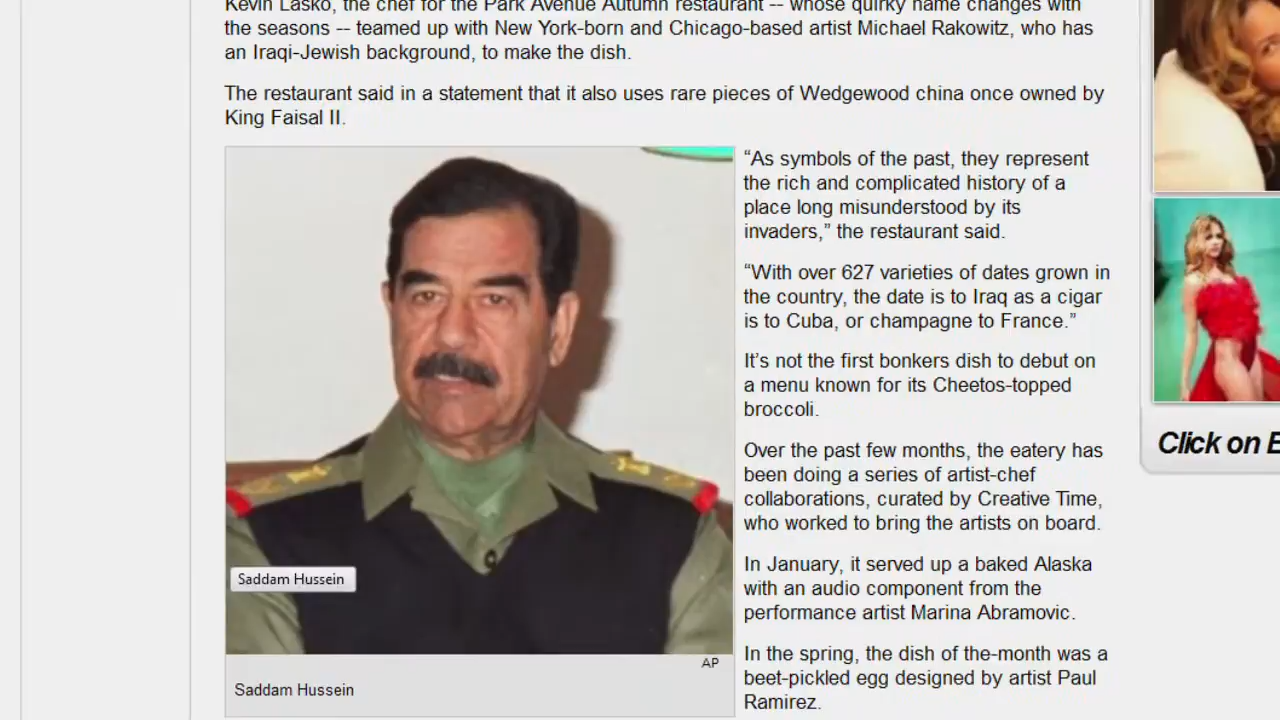 Kevin Lasko, the chef for the Park Avenue Autumn restaurant -- whose quirky name changes with
the seasons -- teamed up with New York-born and Chicago-based artist Michael Rakowitz, who has
an Iraqi-Jewish background, to make the dish.
The restaurant said in a statement that it also uses rare pieces of Wedgewood china once owned by
King Faisal II.
“As symbols of the past, they represent
the rich and complicated history of a
place long misunderstood by its
invaders,” the restaurant said.
“With over 627 varieties of dates grown in
the country, the date is to Iraq as a cigar
is to Cuba, or champagne to France.”
It’s not the first bonkers dish to debut on
a menu known for its Cheetos-topped
broccoli.
Over the past few months, the eatery has
been doing a series of artist-chef
collaborations, curated by Creative Time,
who worked to bring the artists on board.
In January, it served up a baked Alaska
with an audio component from the
performance artist Marina Abramovic.
In the spring, the dish of the-month was a
beet-pickled egg designed by artist Paul
Ramirez.
Saddam Hussein
AP
Saddam Hussein
Click on